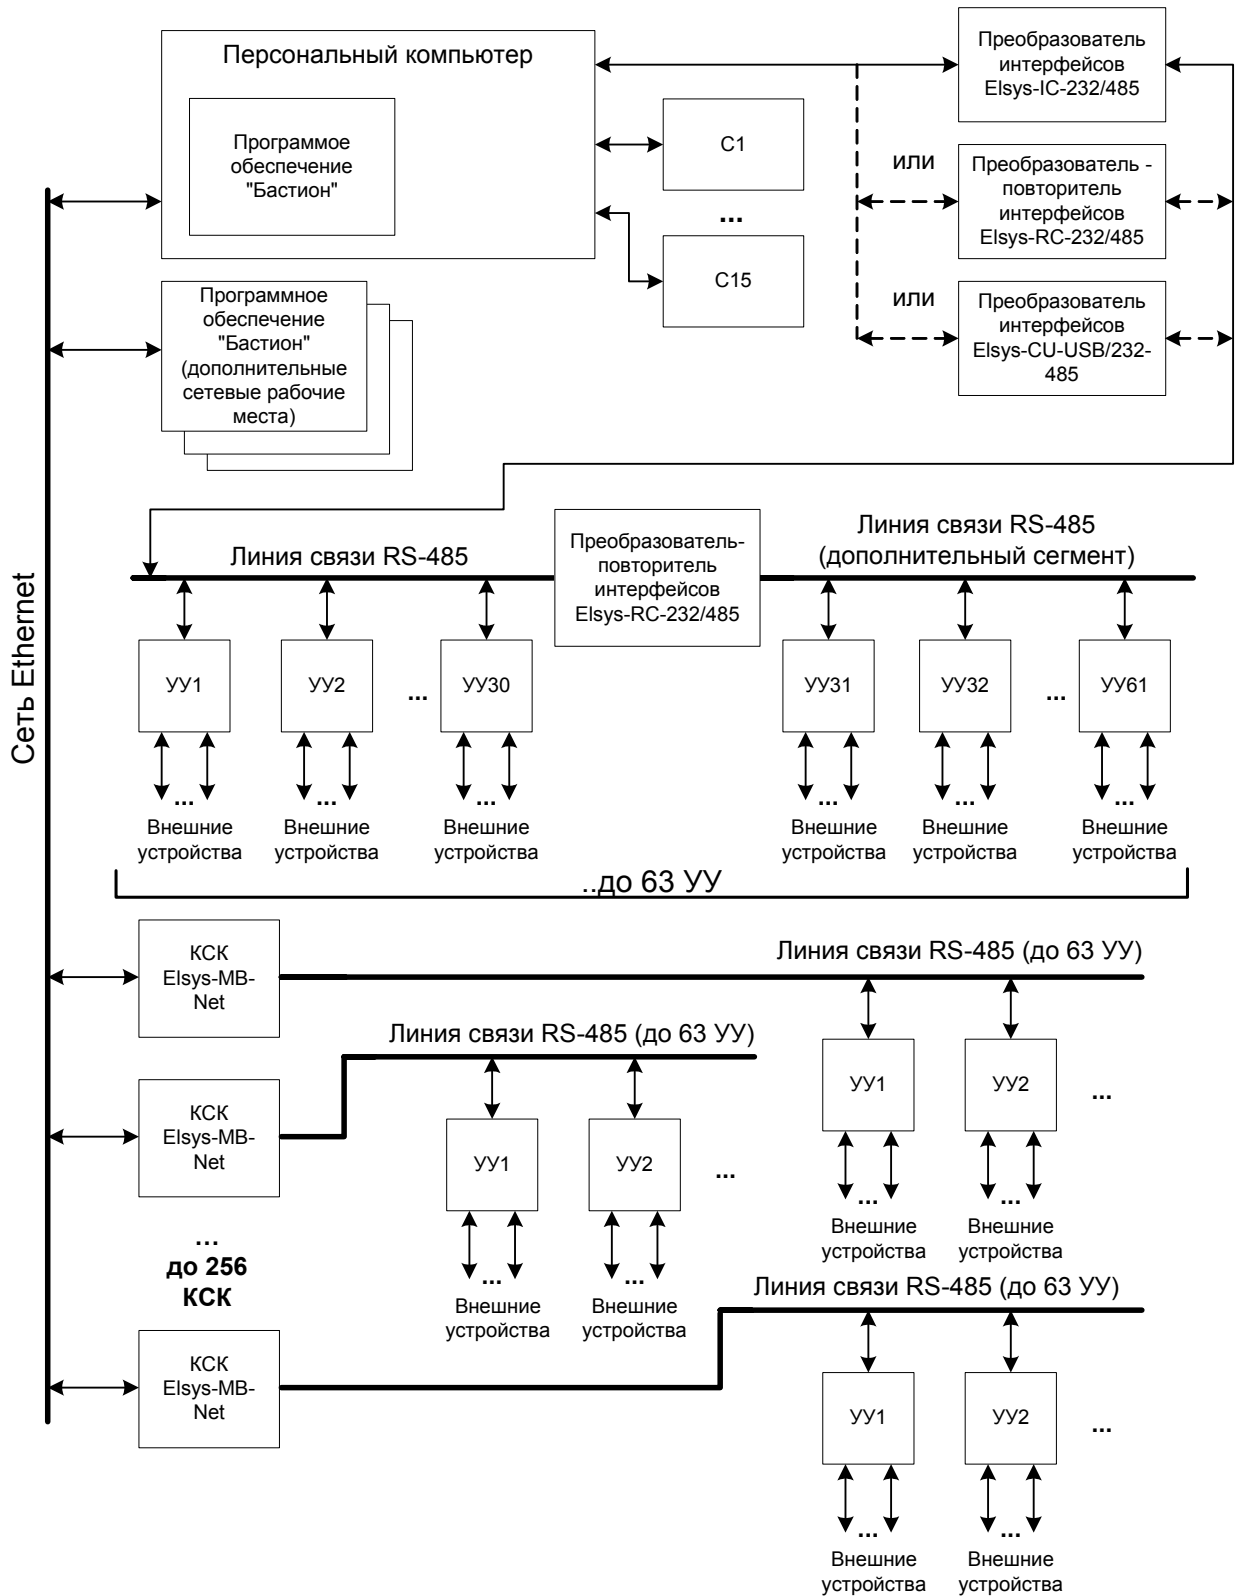 Персональный компьютер
Программое
обеспечение
"Бастион"
С1
...
С15
Преобразователь
интерфейсов
Elsys-IC-232/485
или
Преобразователь -
повторитель
интерфейсов
Elsys-RC-232/485
или
Преобразователь
интерфейсов
Elsys-CU-USB/232-
485
Программное
обеспечение
"Бастион"
(дополнительные
сетевые рабочие
места)
Сеть Ethernet
Линия связи RS-485
Преобразователь-
повторитель
интерфейсов
Elsys-RC-232/485
Линия связи RS-485
(дополнительный сегмент)
УУ1
УУ2
...
УУ30
УУ31
УУ32
...
УУ61
...
...
...
...
...
...
Внешние
устройства
Внешние
устройства
Внешние
устройства
Внешние
устройства
Внешние
устройства
Внешние
устройства
..до 63 УУ
КСК
Elsys-MB-
Net
Линия связи RS-485 (до 63 УУ)
УУ1
УУ2
...
...
...
Внешние
устройства
Внешние
устройства
КСК
Elsys-MB-
Net
Линия связи RS-485 (до 63 УУ)
УУ1
УУ2
...
...
...
Внешние
устройства
Внешние
устройства
...
до 256
КСК
КСК
Elsys-MB-
Net
Линия связи RS-485 (до 63 УУ)
УУ1
УУ2
...
...
...
Внешние
устройства
Внешние
устройства